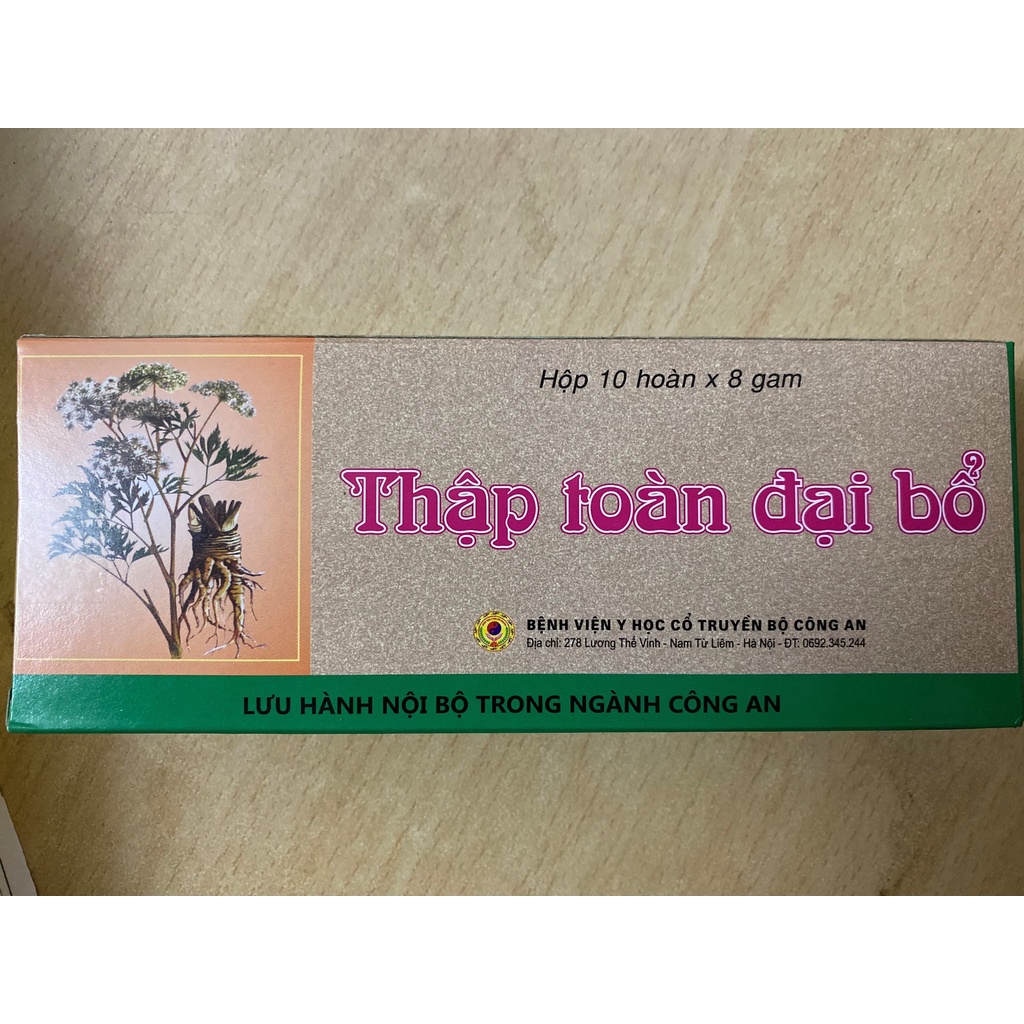 Hộp 10 hoàn x 8 gam
Thập toàn đại bổ
BỆNH VIỆN Y HỌC CỔ TRUYỀN BỘ CÔNG AN
Địa chỉ: 278 Lương Thế Vinh - Nam Từ Liêm - Hà Nội - ĐT: 0692.345.244
LƯU HÀNH NỘI BỘ TRONG NGÀNH CÔNG AN